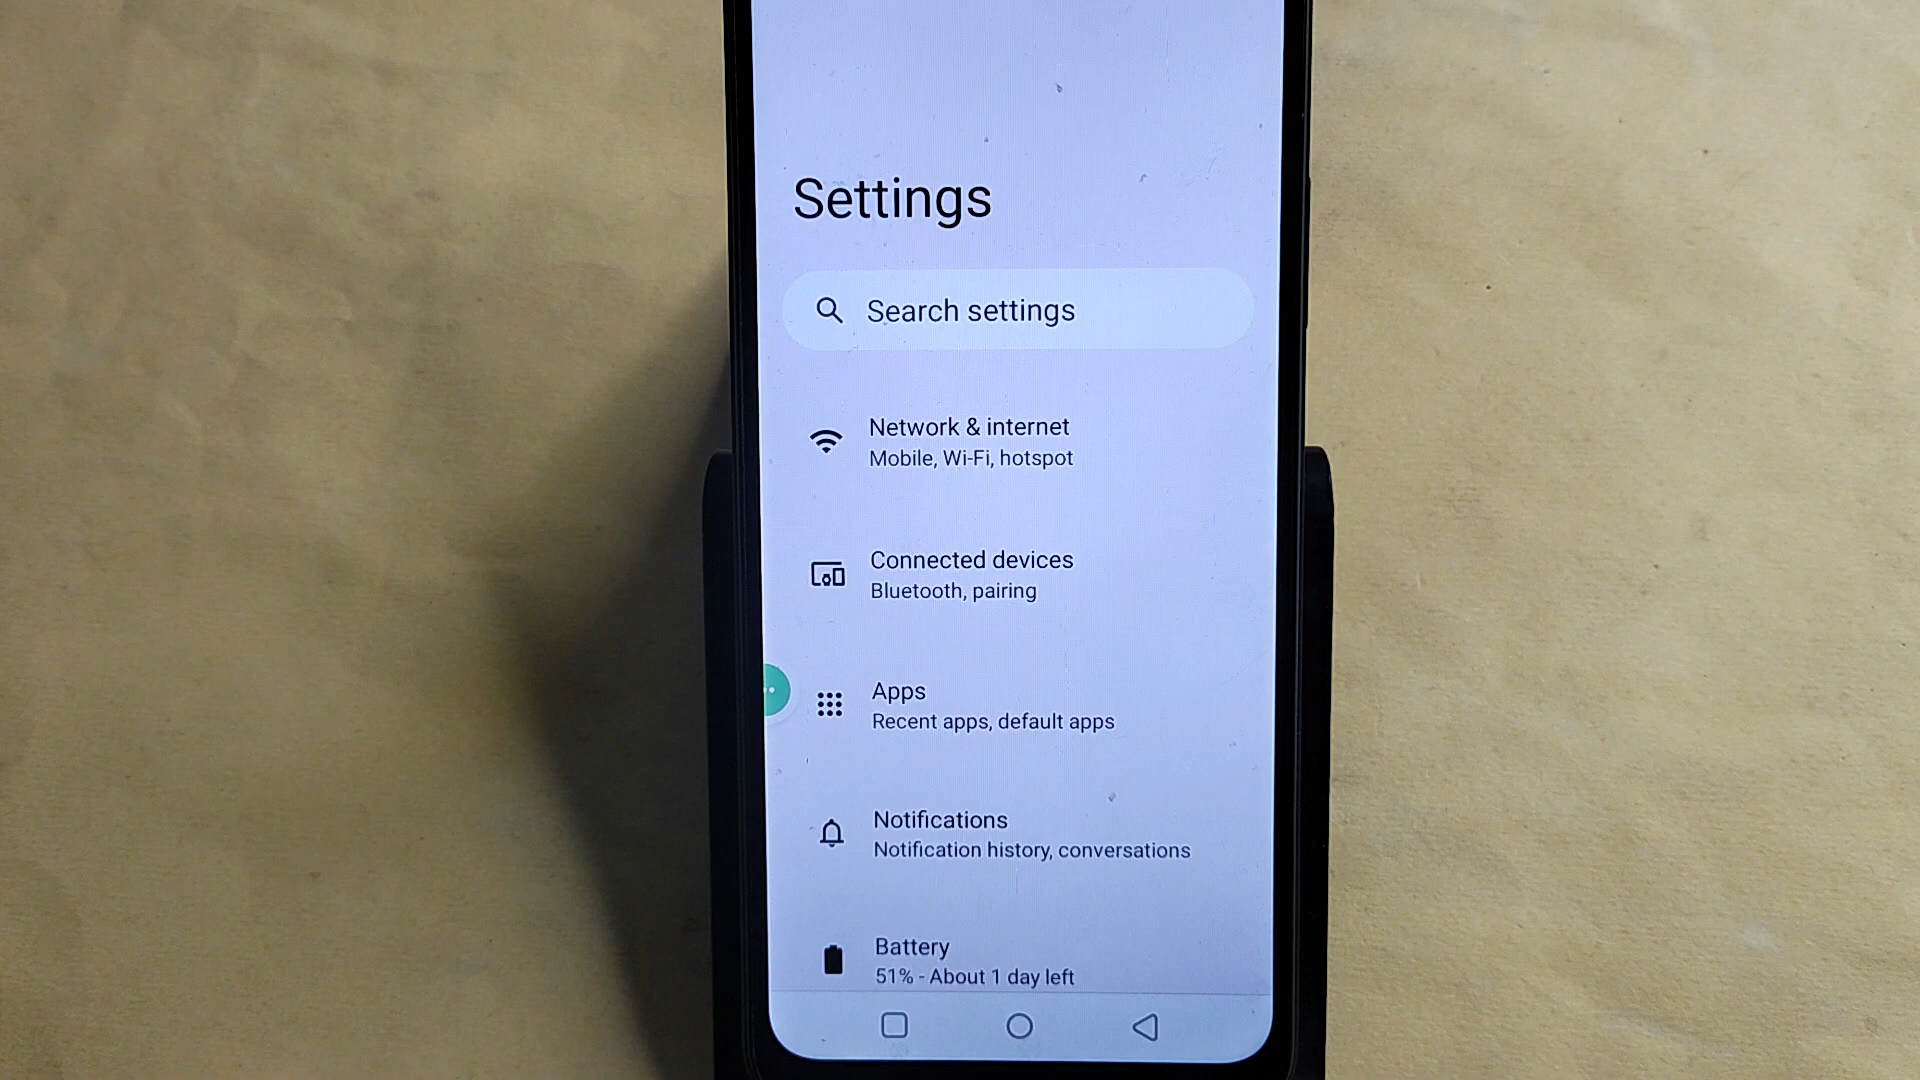 Settings
Search settings
Network & internet
Mobile, Wi-Fi, hotspot
Connected devices
Bluetooth, pairing
Apps
Recent apps, default apps
Notifications
Notification history, conversations
Battery
51% - About 1 day left